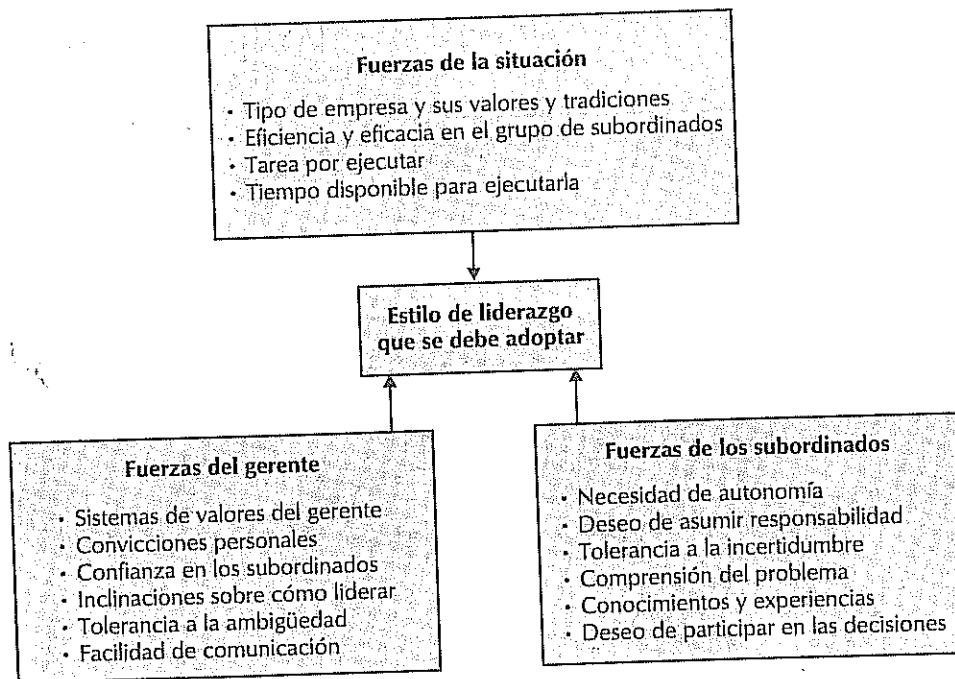 Fuerzas de la situación
· Tipo de empresa y sus valores y tradiciones
· Eficiencia y eficacia en el grupo de subordinados
· Tarea por ejecutar
· Tiempo disponible para ejecutarla
Estilo de liderazgo
que se debe adoptar
Fuerzas del gerente
· Sistemas de valores del gerente
· Convicciones personales
· Confianza en los subordinados
· Inclinaciones sobre cómo liderar
· Tolerancia a la ambigüedad
· Facilidad de comunicación
Fuerzas de los subordinados
· Necesidad de autonomía
· Deseo de asumir responsabilidad
· Tolerancia a la incertidumbre
· Comprensión del problema
· Conocimientos y experiencias
· Deseo de participar en las decisiones